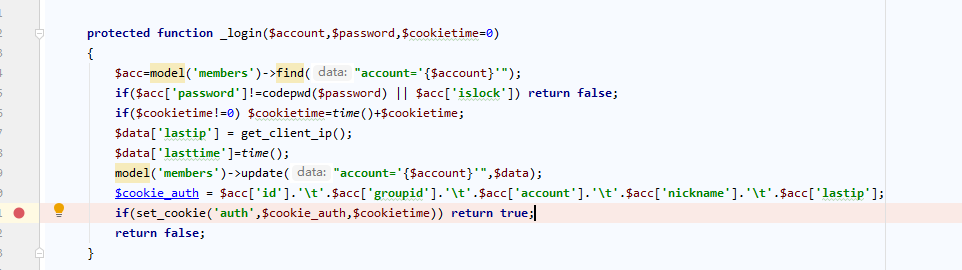 protected function _login($account,$password,$cookietime=0)
{
$acc=model('members')->find( data: "account='{$account}'");
if($acc['password']!=codepwd($password) || $acc['islock']) return false;
if($cookietime!=0) $cookietime=time()+$cookietime;
$data['lastip'] = get_client_ip();
$data['lasttime']=time();
model('members')->update( data: "account='{$account}'",$data);
$cookie_auth = $acc['id'].'\t'.$acc['groupid'].'\t'.$acc['account'].'\t'.$acc['nickname'].'\t'.$acc['lastip'];
if(set_cookie('auth',$cookie_auth,$cookietime)) return true;
return false;
}